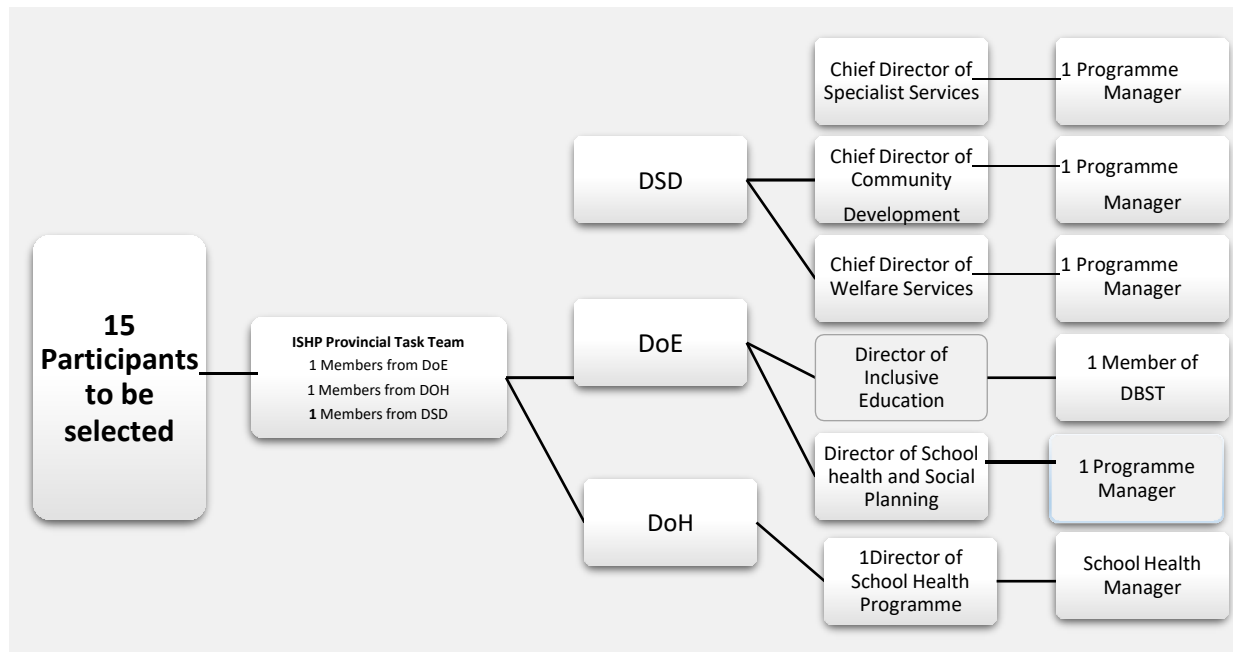 15
Participants
to be
selected
ISHP Provincial Task Team
1 Members from DoE
1 Members from DOH
1 Members from DSD
DSD
DoE
DoH
Chief Director of
Specialist Services
1 Programme
Manager
Chief Director of
Community
Development
1 Programme
Manager
Chief Director of
Welfare Services
1 Programme
Manager
Director of
Inclusive
Education
1 Member of
DBST
Director of School
health and Social
Planning
1 Programme
Manager
1Director of
School Health
Programme
School Health
Manager